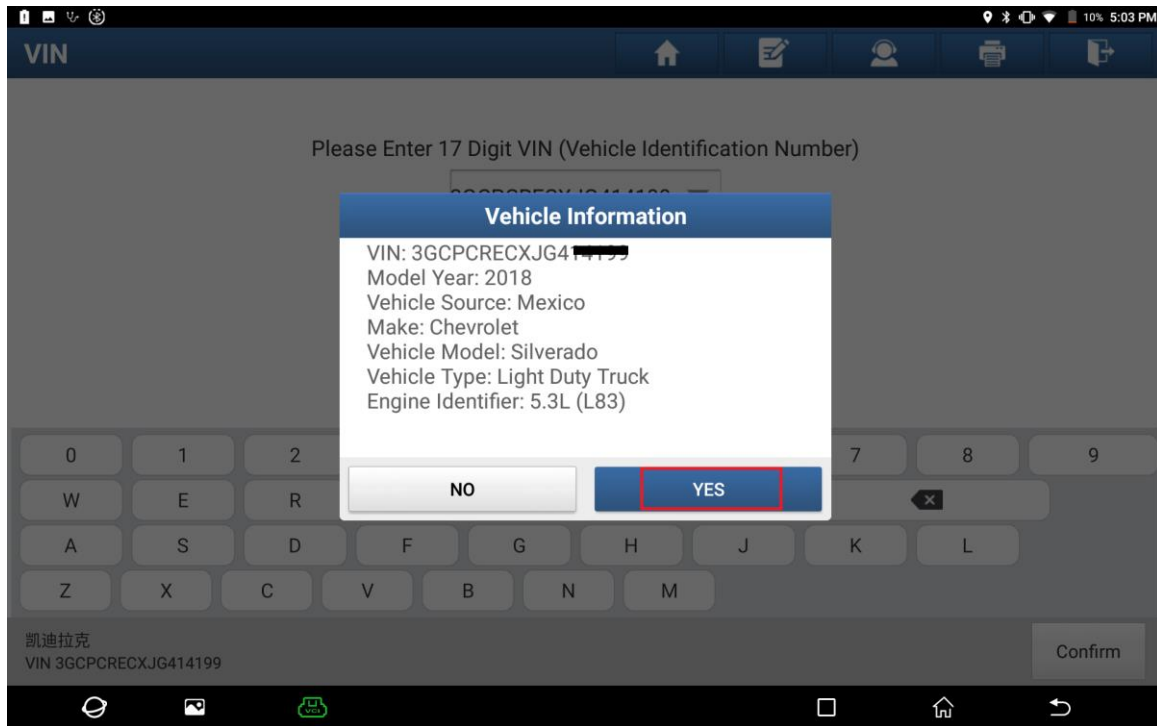 10% 5:03 PM
VIN
Please Enter 17 Digit VIN (Vehicle Identification Number)
Vehicle Information
VIN: 3GCPCRECXJG4
Model Year: 2018
Vehicle Source: Mexico
Make: Chevrolet
Vehicle Model: Silverado
Vehicle Type: Light Duty Truck
Engine Identifier: 5.3L (L83)
NO YES
0 1 2 7 8 9
W E R
A S D F G H J K L
Z X C V B N M
凯迪拉克
VIN 3GCPCRECXJG414199
Confirm
VCI